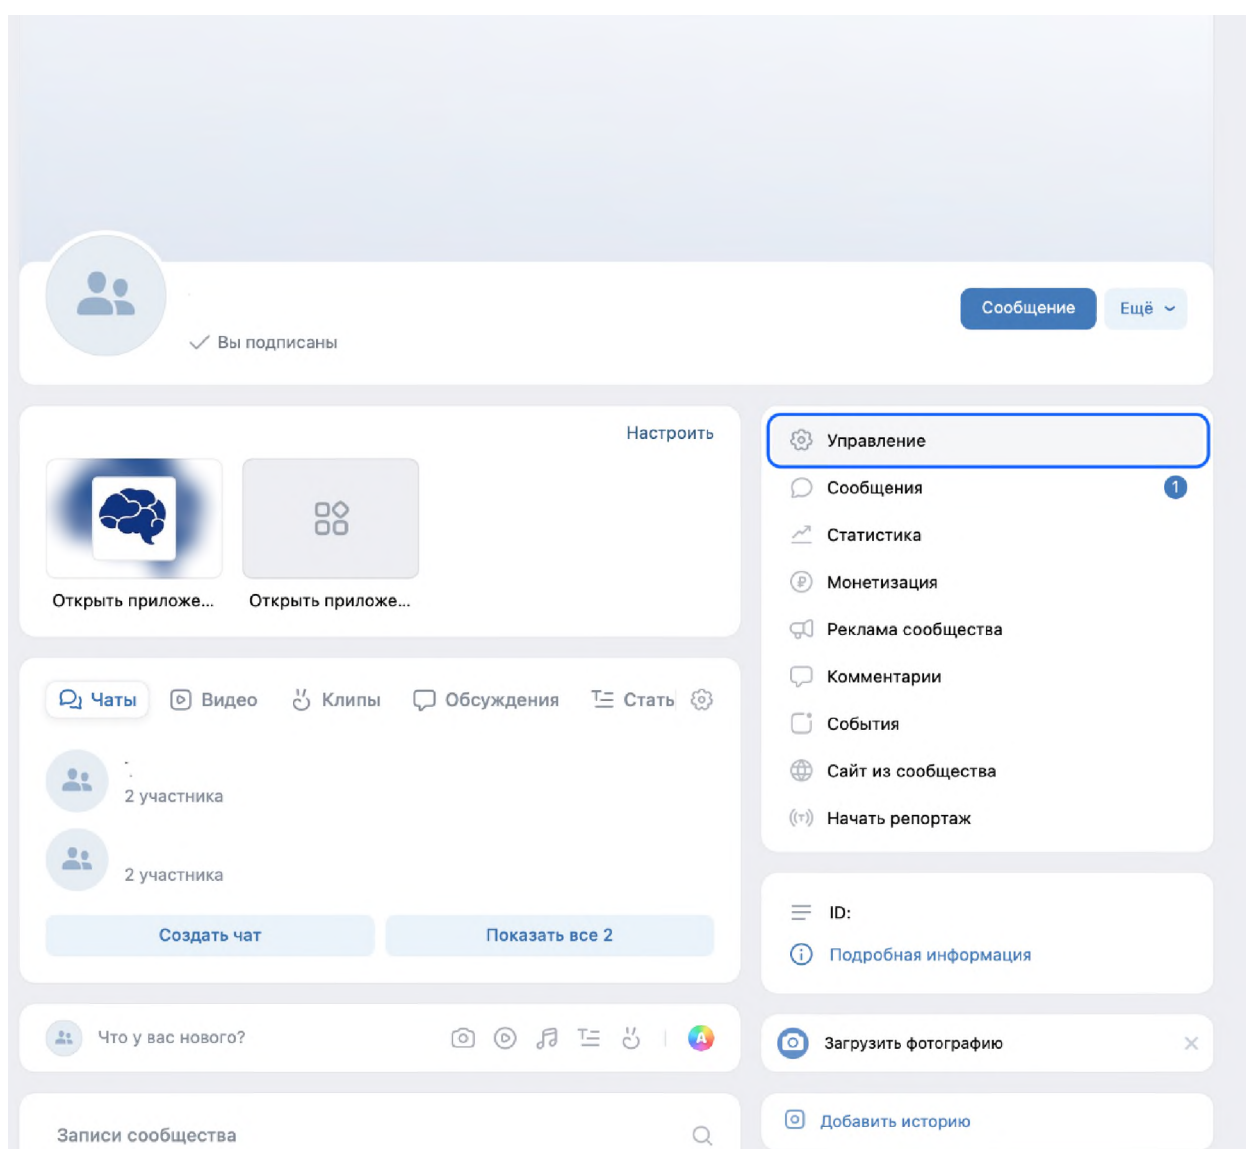 Сообщение
Ещё
Вы подписаны
Настроить
Открыть приложе...
Открыть приложе...
Чаты
Видео
Клипы
Обсуждения
Стать
2 участника
2 участника
Создать чат
Показать все 2
Что у вас нового?
A
Записи сообщества
Управление
Сообщения
1
Статистика
Монетизация
Реклама сообщества
Комментарии
События
Сайт из сообщества
Начать репортаж
ID:
Подробная информация
Загрузить фотографию
Добавить историю